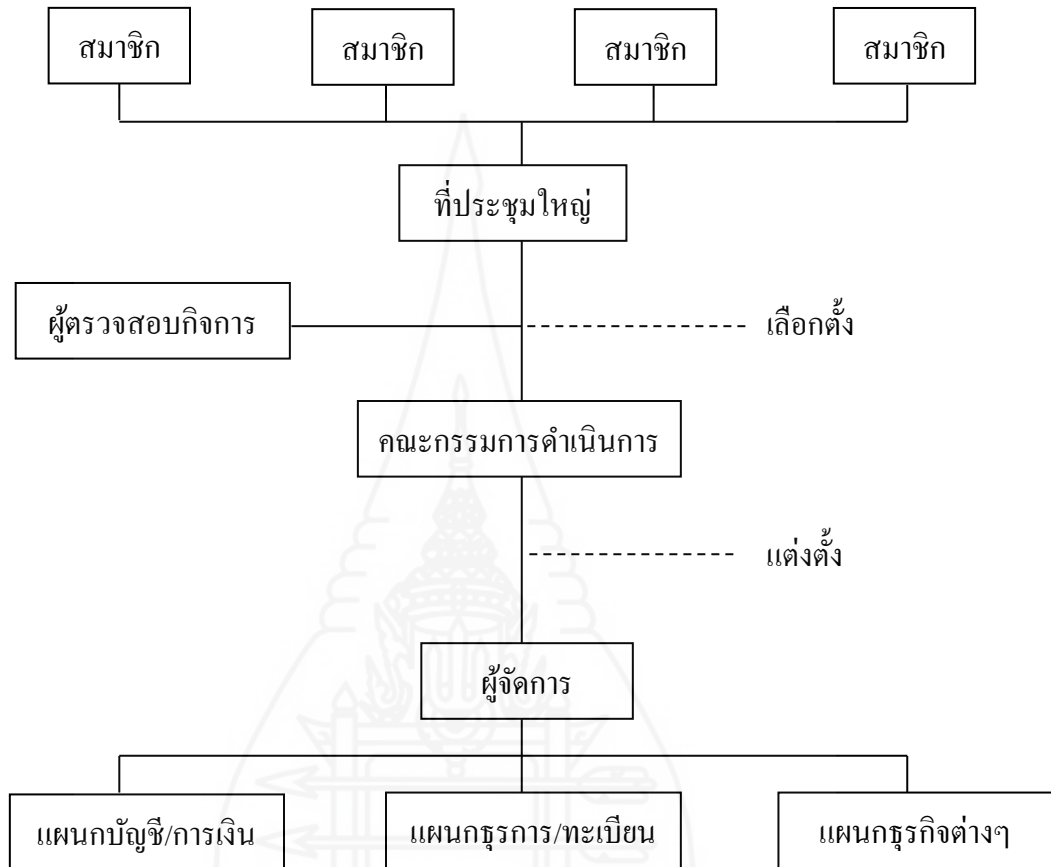 สมาชิก
สมาชิก
สมาชิก
สมาชิก
ที่ประชุมใหญ่
ผู้ตรวจสอบกิจการ
เลือกตั้ง
คณะกรรมการดำเนินการ
แต่งตั้ง
ผู้จัดการ
แผนกบัญชี/การเงิน
แผนกธุรการ/ทะเบียน
แผนกธุรกิจต่างๆ